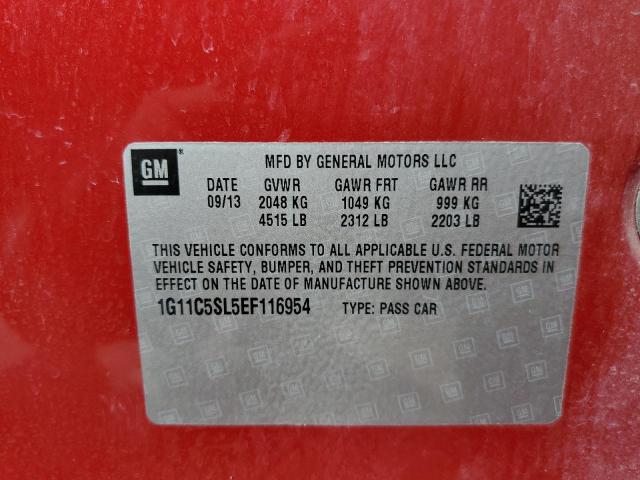 GM
MFD BY GENERAL MOTORS LLC
DATE GVWR GAWR FRT GAWR RR
09/13 2048 KG 1049 KG 999 KG
4515 LB 2312 LB 2203 LB
THIS VEHICLE CONFORMS TO ALL APPLICABLE U.S. FEDERAL MOTOR
VEHICLE SAFETY, BUMPER, AND THEFT PREVENTION STANDARDS IN
EFFECT ON THE DATE OF MANUFACTURE SHOWN ABOVE.
1G11C5SL5EF116954 TYPE: PASS CAR